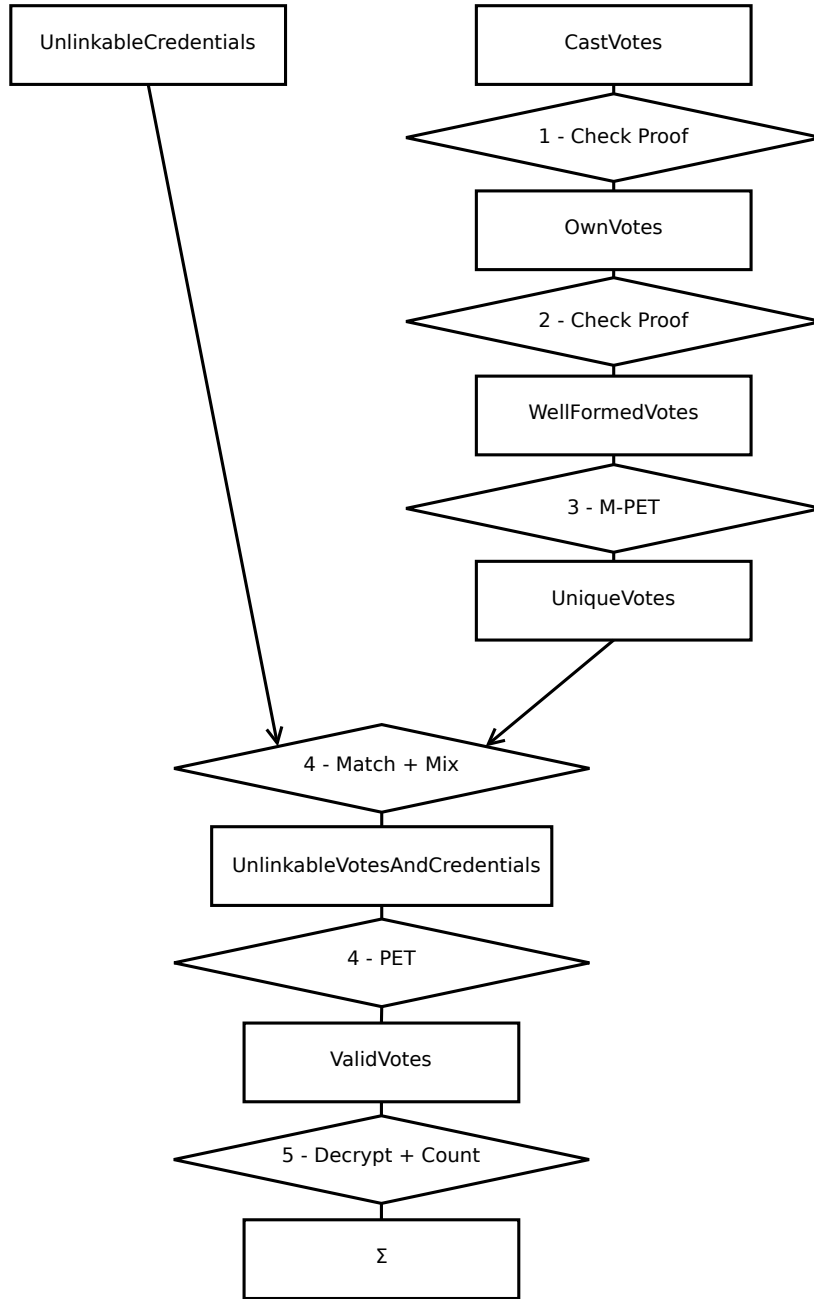 UnlinkableCredentials
CastVotes
1 - Check Proof
OwnVotes
2 - Check Proof
WellFormedVotes
3 - M-PET
UniqueVotes
4 - Match + Mix
UnlinkableVotesAndCredentials
4 - PET
ValidVotes
5 - Decrypt + Count
Σ